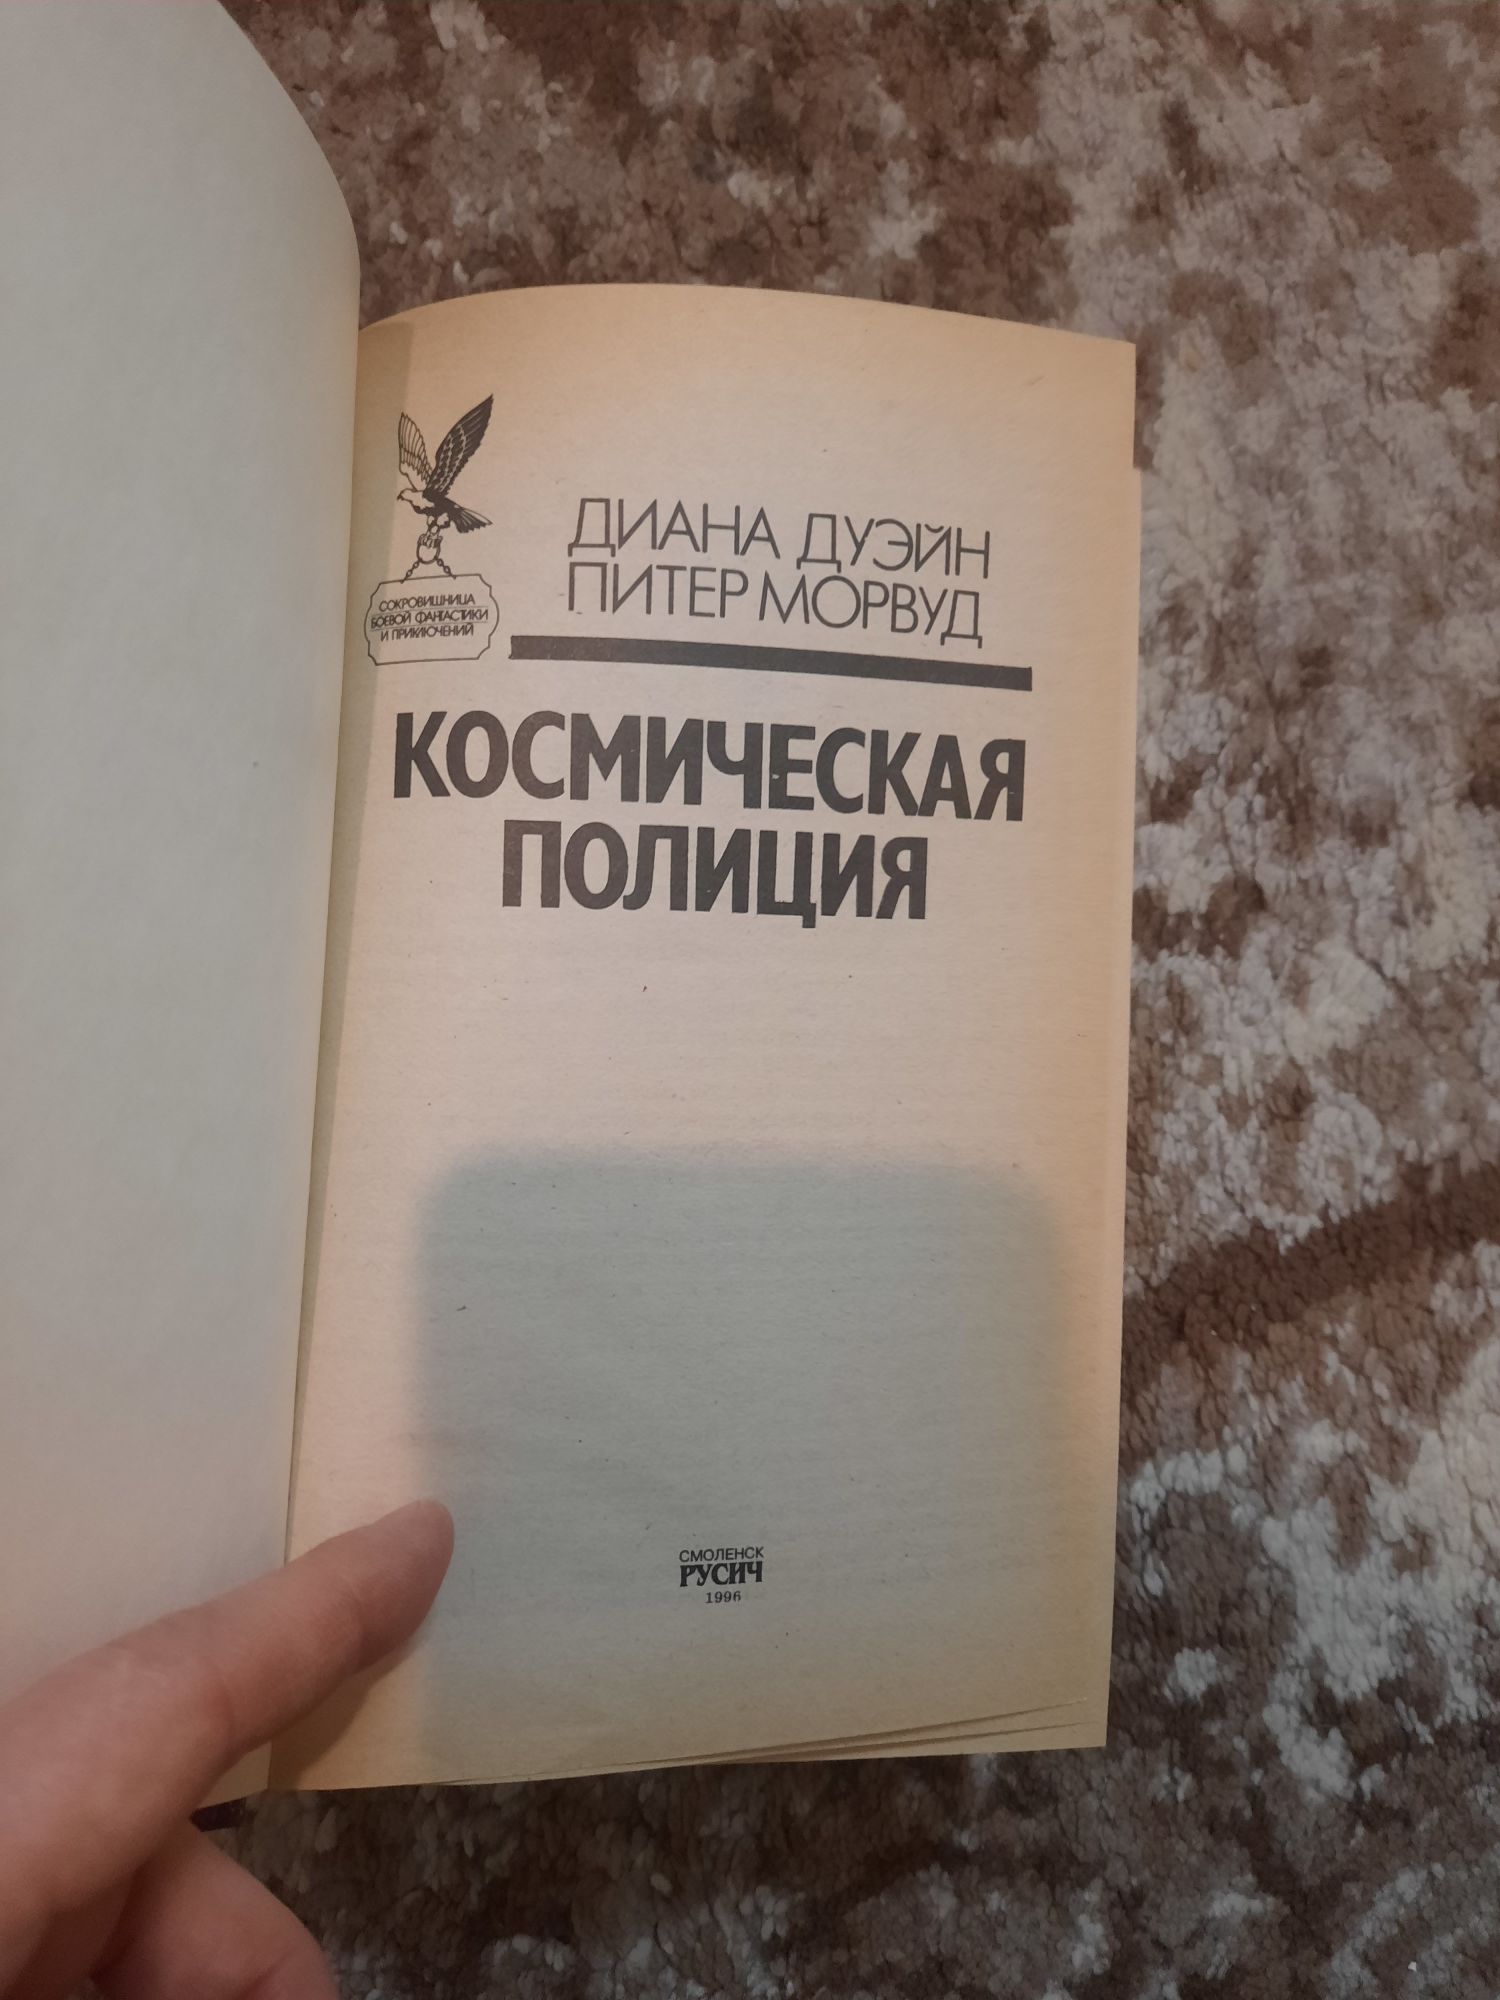 СОКРОВИЩНИЦА
БОЕВОЙ ФАНТАСТИКИ
И ПРИКЛЮЧЕНИЙ
ДИАНА ДУЭЙН
ПИТЕР МОРВУД
КОСМИЧЕСКАЯ
ПОЛИЦИЯ
СМОЛЕНСК
РУСИЧ
1996